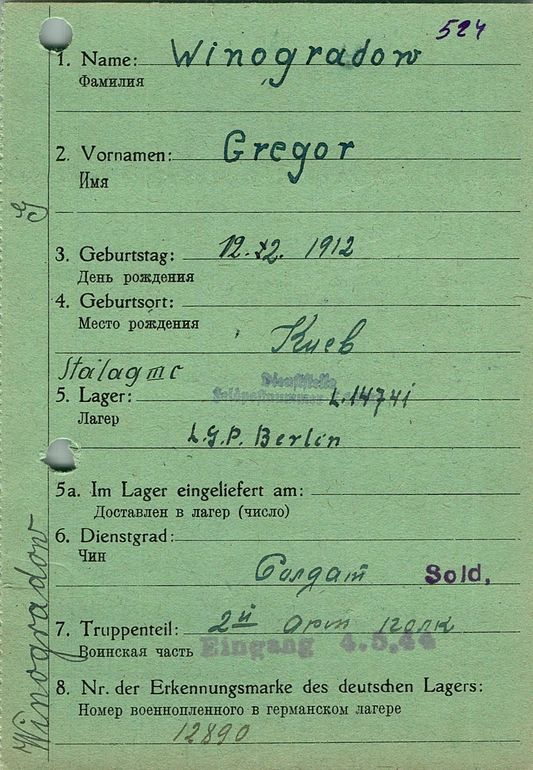 524
1. Name: Winogradow
Фамилия
2. Vornamen: Gregor
Имя
3. Geburtstag: 12. 12. 1912
День рождения
4. Geburtsort:
Место рождения
Киев
Stalag III C
Dienststelle
5. Lager: Feldpostnummer L.14741
Лагер
L.G.P. Berlin
5a. Im Lager eingeliefert am:
Доставлен в лагер (число)
6. Dienstgrad:
Чин
Солдат Sold,
7. Truppenteil: 2й арт полк
Воинская часть Eingang 4.5.44
8. Nr. der Erkennungsmarke des deutschen Lagers:
Номер военнопленного в германском лагере
12890
Winogradow G